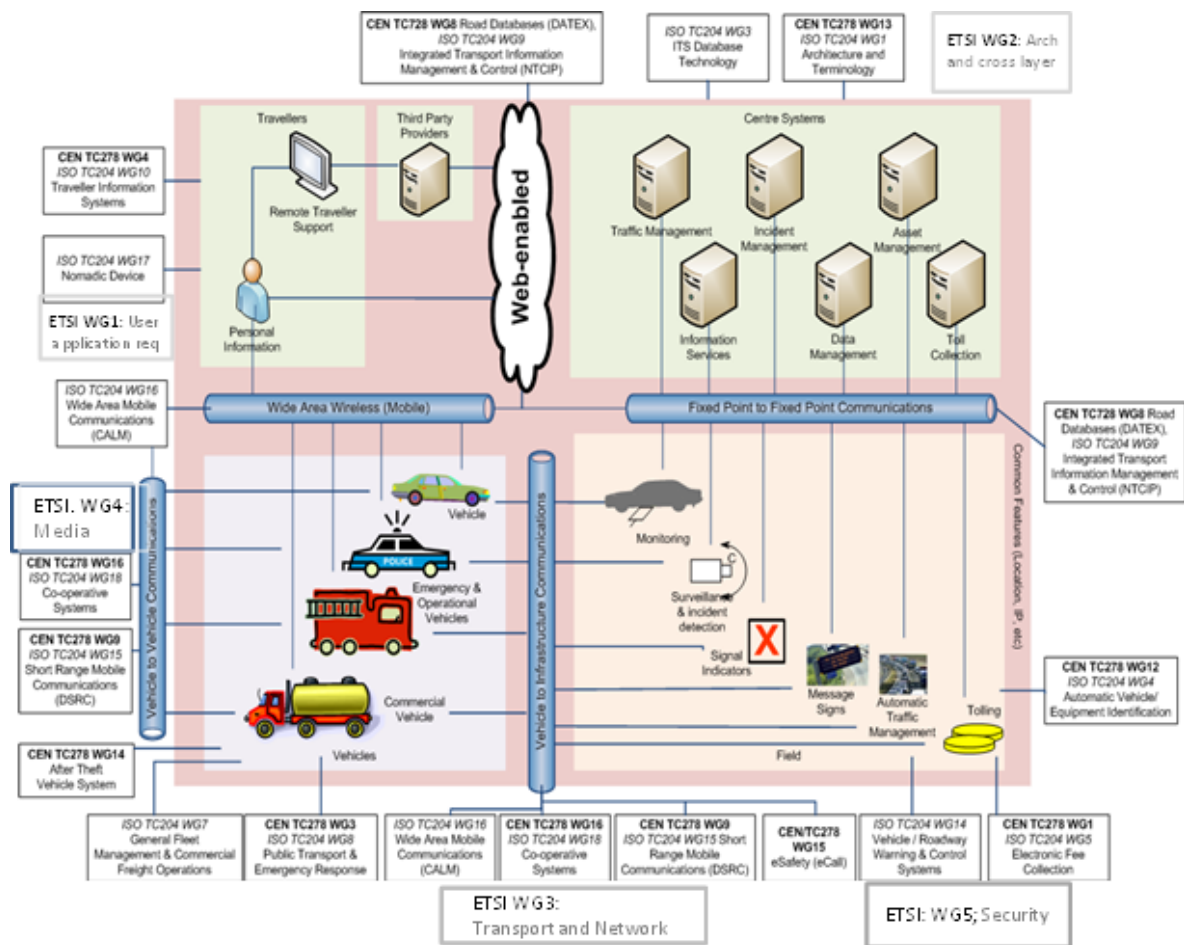 CEN TC728 WG8 Road Databases (DATEX),
ISO TC204 WG9
Integrated Transport Information
Management & Control (NTCIP)
ISO TC204 WG3
ITS Database
Technology
CEN TC278 WG13
ISO TC204 WG1
Architecture and
Terminology
ETSI WG2: Arch
and cross layer
CEN TC278 WG4
ISO TC204 WG10
Traveller Information
Systems
ISO TC204 WG17
Nomadic Device
ETSI WG1: User
application req
Travellers
Remote Traveller
Support
Personal
Information
Third Party
Providers
Web-enabled
Centre Systems
Traffic Management
Incident
Management
Asset
Management
Information
Services
Data
Management
Toll
Collection
ISO TC204 WG16
Wide Area Mobile
Communications
(CALM)
Wide Area Wireless (Mobile)
Fixed Point to Fixed Point Communications
CEN TC728 WG8 Road
Databases (DATEX),
ISO TC204 WG9
Integrated Transport
Information Management
& Control (NTCIP)
Common Features (Location, IP, etc)
ETSI. WG4:
Media
CEN TC278 WG16
ISO TC204 WG18
Co-operative
Systems
CEN TC278 WG9
ISO TC204 WG15
Short Range Mobile
Communications
(DSRC)
CEN TC278 WG14
After Theft
Vehicle System
Vehicle to Vehicle Communications
Vehicle
POLICE
Emergency &
Operational
Vehicles
Commercial
Vehicle
Vehicles
Vehicle to Infrastructure Communications
Monitoring
C
Surveillance
& incident
detection
X
Signal
Indicators
Message
Signs
Automatic
Traffic
Management
Tolling
Field
CEN TC278 WG12
ISO TC204 WG4
Automatic Vehicle/
Equipment Identification
ISO TC204 WG7
General Fleet
Management & Commercial
Freight Operations
CEN TC278 WG3
ISO TC204 WG8
Public Transport &
Emergency Response
ISO TC204 WG16
Wide Area Mobile
Communications
(CALM)
CEN TC278 WG16
ISO TC204 WG18
Co-operative
Systems
CEN TC278 WG9
ISO TC204 WG15 Short
Range Mobile
Communications (DSRC)
CEN/TC278
WG15
eSafety (eCall)
ISO TC204 WG14
Vehicle / Roadway
Warning & Control
Systems
CEN TC278 WG1
ISO TC204 WG5
Electronic Fee
Collection
ETSI WG3:
Transport and Network
ETSI: WG5; Security